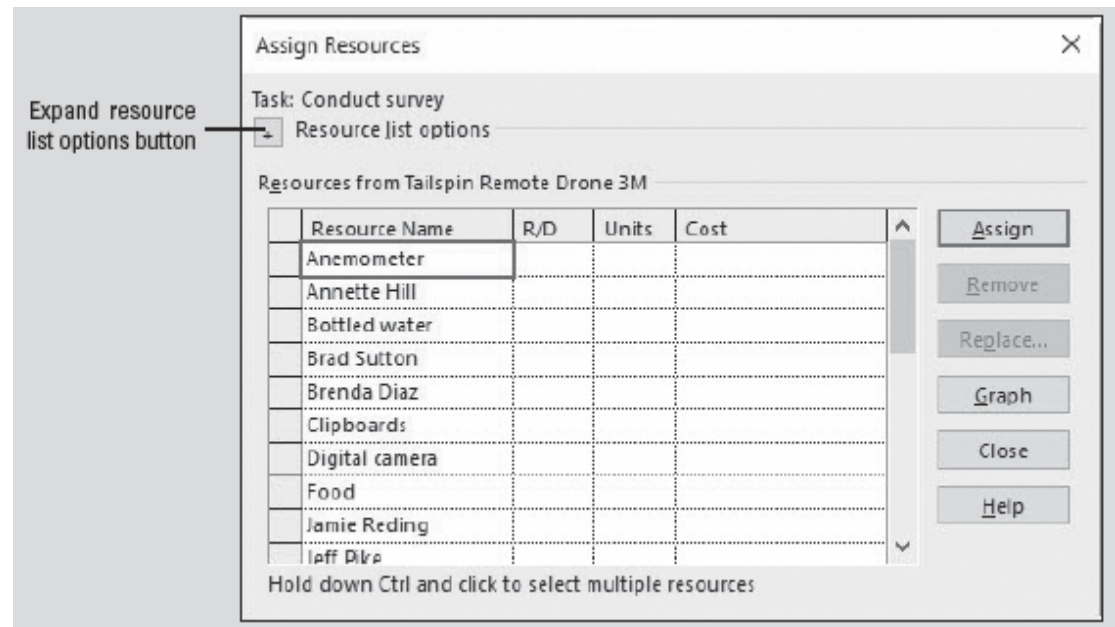 Assign Resources
Expand resource
list options button
Task: Conduct survey
+ Resource list options
Resources from Tailspin Remote Drone 3M
Resource Name R/D Units Cost
Anemometer
Annette Hill
Bottled water
Brad Sutton
Brenda Diaz
Clipboards
Digital camera
Food
Jamie Reding
Jeff Pike
Assign
Remove
Replace...
Graph
Close
Help
Hold down Ctrl and click to select multiple resources